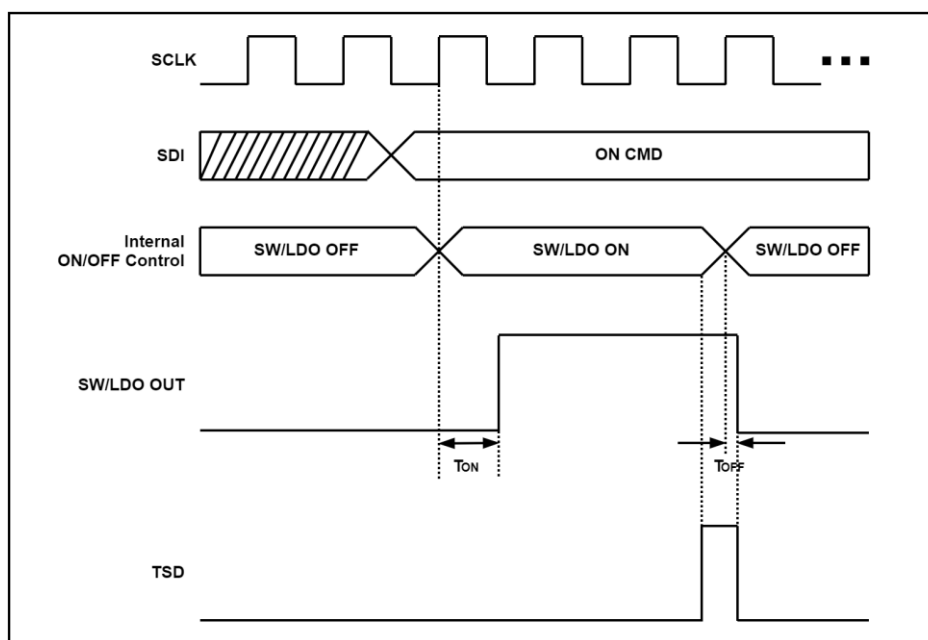 SCLK
SDI
ON CMD
Internal
ON/OFF Control
SW/LDO OFF
SW/LDO ON
SW/LDO OFF
SW/LDO OUT
TON
TOFF
TSD